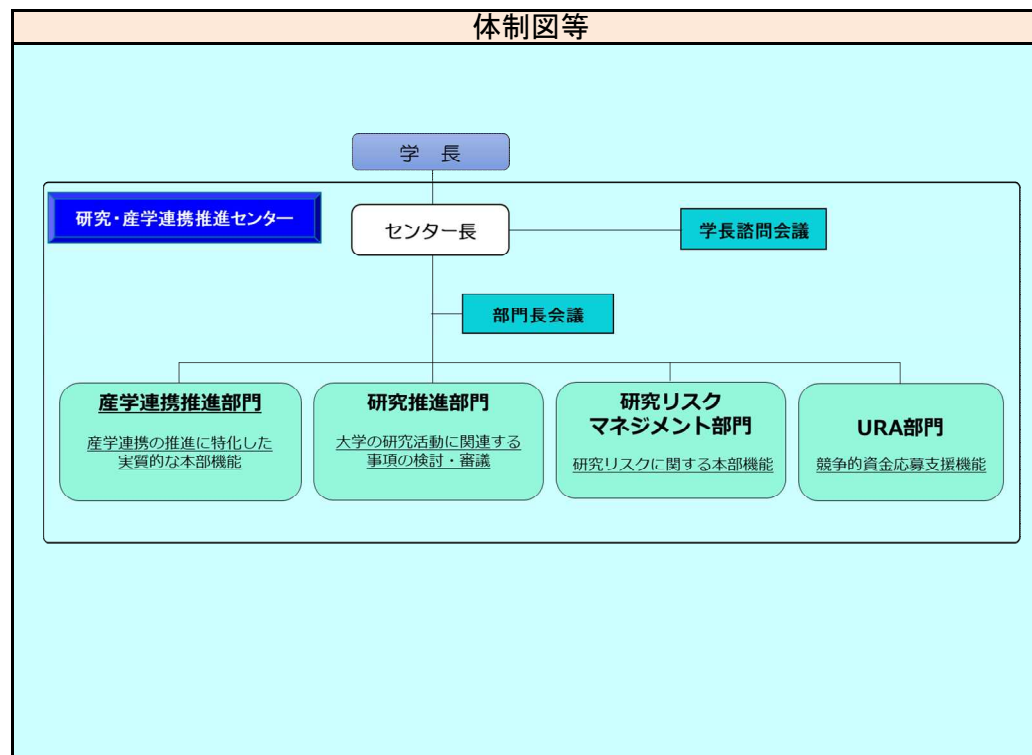 体制図等
学　長
研究・産学連携推進センター
センター長
学長諮問会議
部門長会議
産学連携推進部門
産学連携の推進に特化した
実質的な本部機能
研究推進部門
大学の研究活動に関連する
事項の検討・審議
研究リスク
マネジメント部門
研究リスクに関する本部機能
URA部門
競争的資金応募支援機能